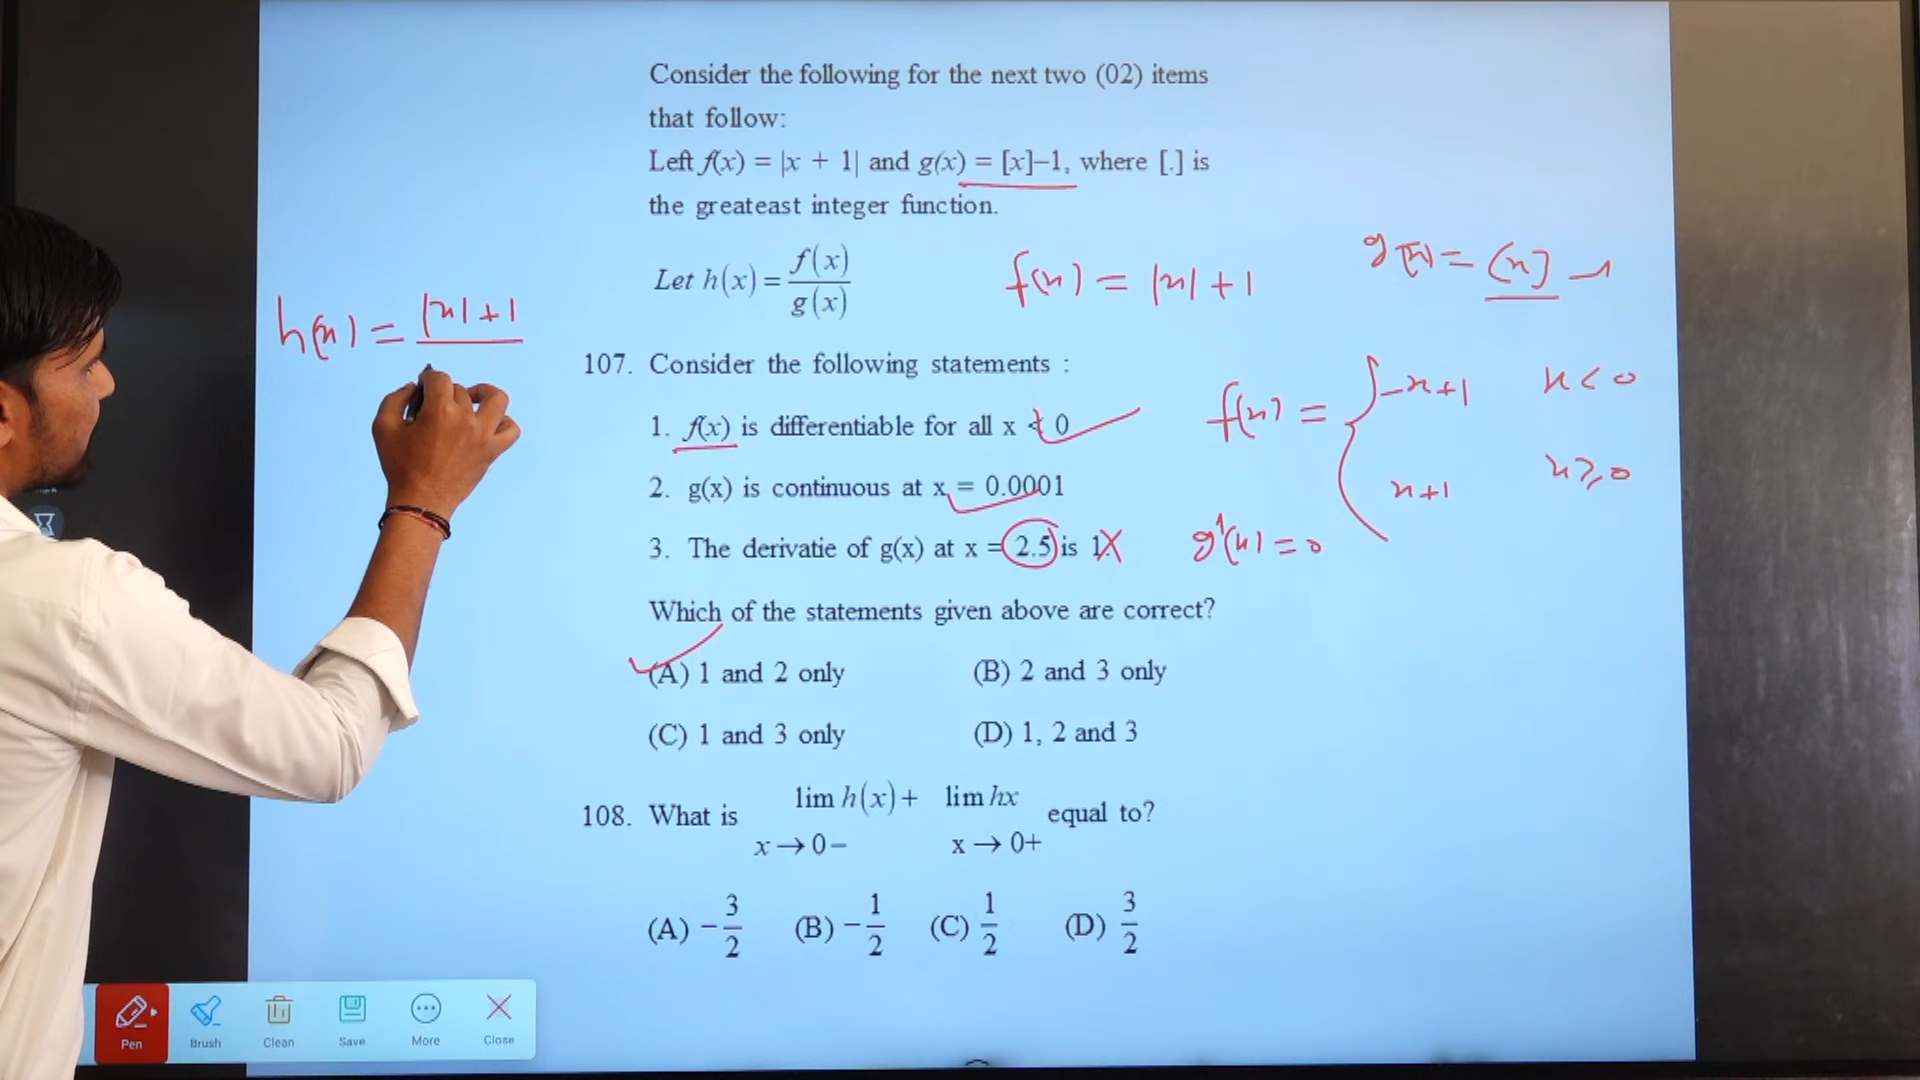 Consider the following for the next two (02) items
that follow:
Left f(x) = |x + 1| and g(x) = [x]−1, where [.] is
the greateast integer function.
Let h(x) = f(x) / g(x)
f(x) = |x| + 1
g(x) = [x] − 1
h(x) = |x| + 1
107. Consider the following statements :
1. f(x) is differentiable for all x < 0
f(x) = { −x+1 x < 0
x+1 x ≥ 0
2. g(x) is continuous at x = 0.0001
3. The derivatie of g(x) at x = 2.5 is 1 X
g'(x) = 0
Which of the statements given above are correct?
(A) 1 and 2 only (B) 2 and 3 only
(C) 1 and 3 only (D) 1, 2 and 3
108. What is lim h(x) + lim hx equal to?
x → 0− x → 0+
(A) −3/2 (B) −1/2 (C) 1/2 (D) 3/2
Pen Brush Clean Save More Close